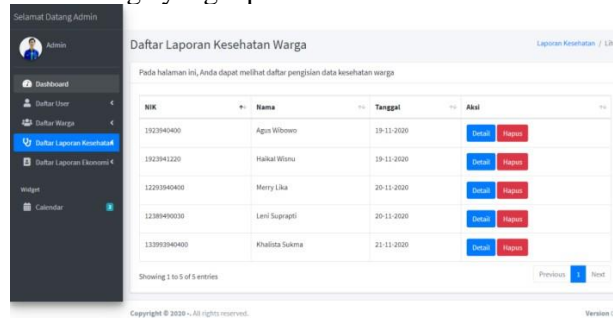 Selamat Datang Admin
Admin
Daftar Laporan Kesehatan Warga
Laporan Kesehatan /
Pada halaman ini, Anda dapat melihat daftar pengisian data kesehatan warga
Dashboard
Daftar User
Daftar Warga
Daftar Laporan Kesehatan
Daftar Laporan Ekonomi
Widget
Calendar
NIK Nama Tanggal Aksi
1923940400 Agus Wibowo 19-11-2020 Detail Hapus
1923941220 Haikal Wisnu 19-11-2020 Detail Hapus
12293940400 Merry Lika 20-11-2020 Detail Hapus
12389490030 Leni Suprapti 20-11-2020 Detail Hapus
133993940400 Khalista Sukma 21-11-2020 Detail Hapus
Showing 1 to 5 of 5 entries
Previous 1 Next
Copyright © 2020 -. All rights reserved.
Version